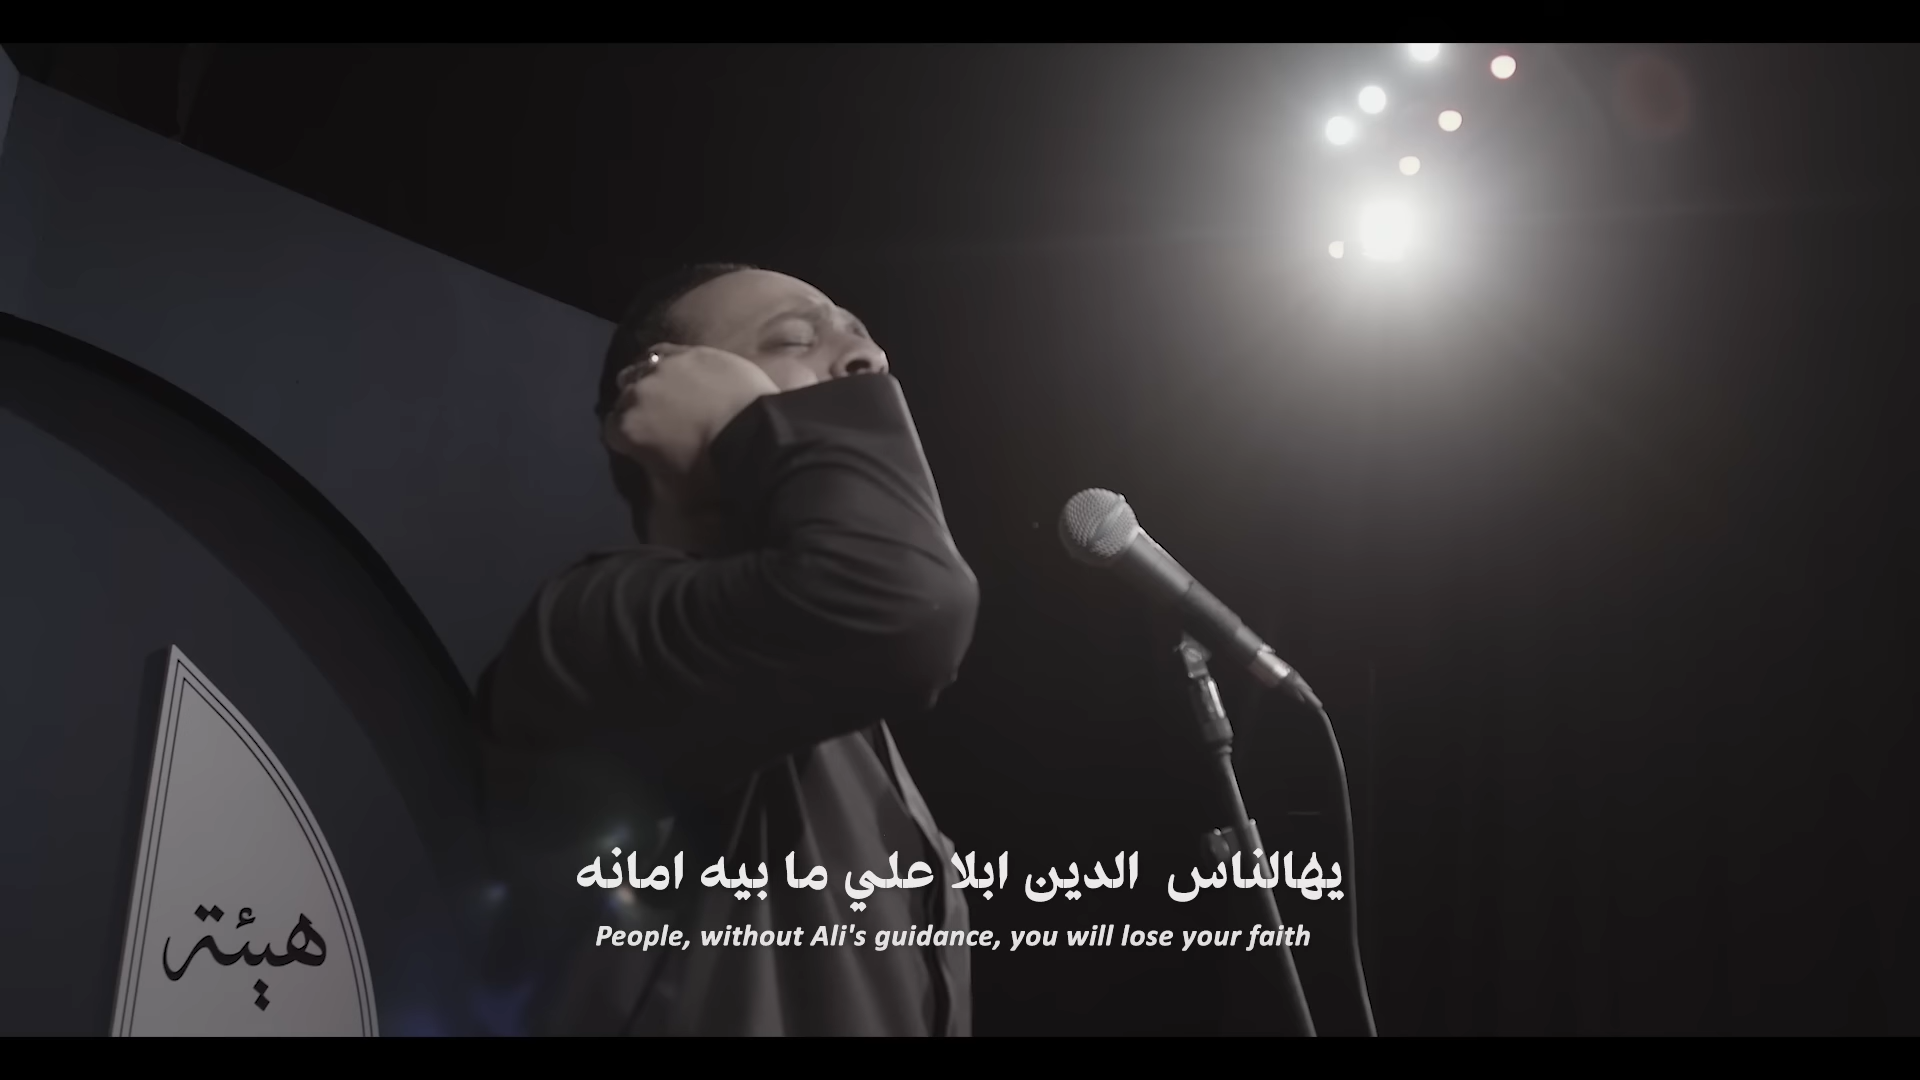 يهالناس الدين ابلا علي ما بيه امانه
People, without Ali's guidance, you will lose your faith
هيئة